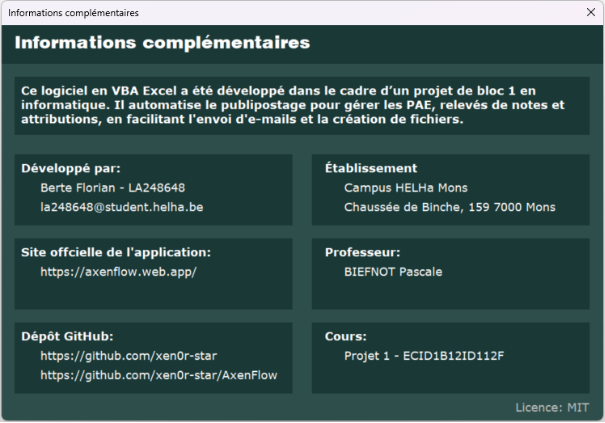 Informations complémentaires
Informations complémentaires
Ce logiciel en VBA Excel a été développé dans le cadre d'un projet de bloc 1 en
informatique. Il automatise le publipostage pour gérer les PAE, relevés de notes et
attributions, en facilitant l'envoi d'e-mails et la création de fichiers.
Développé par:
Berte Florian - LA248648
la248648@student.helha.be
Établissement
Campus HELHa Mons
Chaussée de Binche, 159 7000 Mons
Site offcielle de l'application:
https://axenflow.web.app/
Professeur:
BIEFNOT Pascale
Dépôt GitHub:
https://github.com/xen0r-star
https://github.com/xen0r-star/AxenFlow
Cours:
Projet 1 - ECID1B12ID112F
Licence: MIT